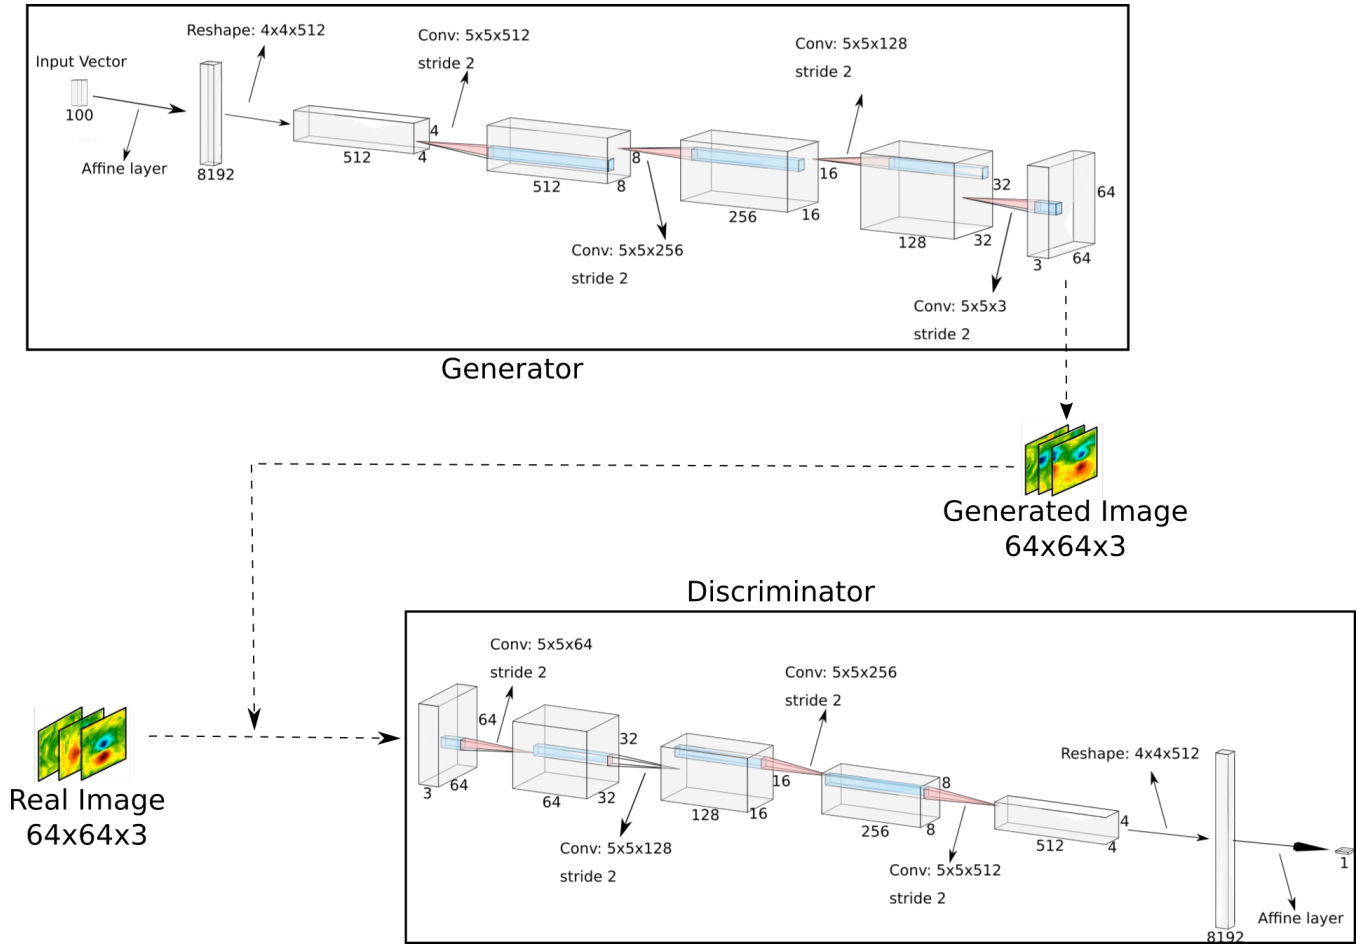 Reshape: 4x4x512
Input Vector
100
Affine layer
8192
512
4
4
Conv: 5x5x512
stride 2
512
8
8
Conv: 5x5x256
stride 2
256
16
16
Conv: 5x5x128
stride 2
128
32
32
Conv: 5x5x3
stride 2
3
64
64
Generator
Generated Image
64x64x3
Real Image
64x64x3
Discriminator
3
64
64
Conv: 5x5x64
stride 2
64
32
32
Conv: 5x5x128
stride 2
128
16
16
Conv: 5x5x256
stride 2
256
8
8
Conv: 5x5x512
stride 2
512
4
4
Reshape: 4x4x512
8192
Affine layer
1